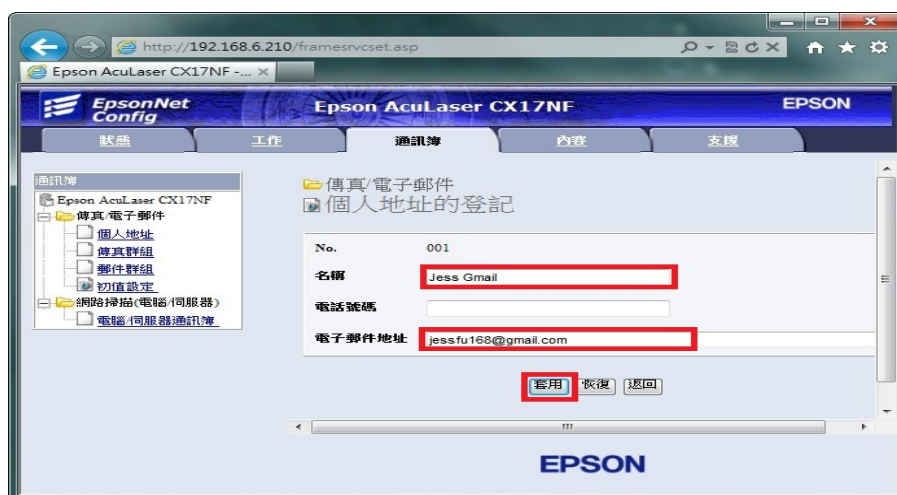 http://192.168.6.210/framesrvcset.asp
Epson AcuLaser CX17NF -...
EpsonNet
Config
Epson AcuLaser CX17NF
EPSON
狀態
工作
通訊簿
內容
支援
通訊簿
Epson AcuLaser CX17NF
傳真/電子郵件
個人地址
傳真群組
郵件群組
初值設定
網路掃描(電腦/伺服器)
電腦/伺服器通訊簿
傳真/電子郵件
個人地址的登記
No. 001
名稱 Jess Gmail
電話號碼
電子郵件地址 jessfu168@gmail.com
套用 恢復 返回
EPSON